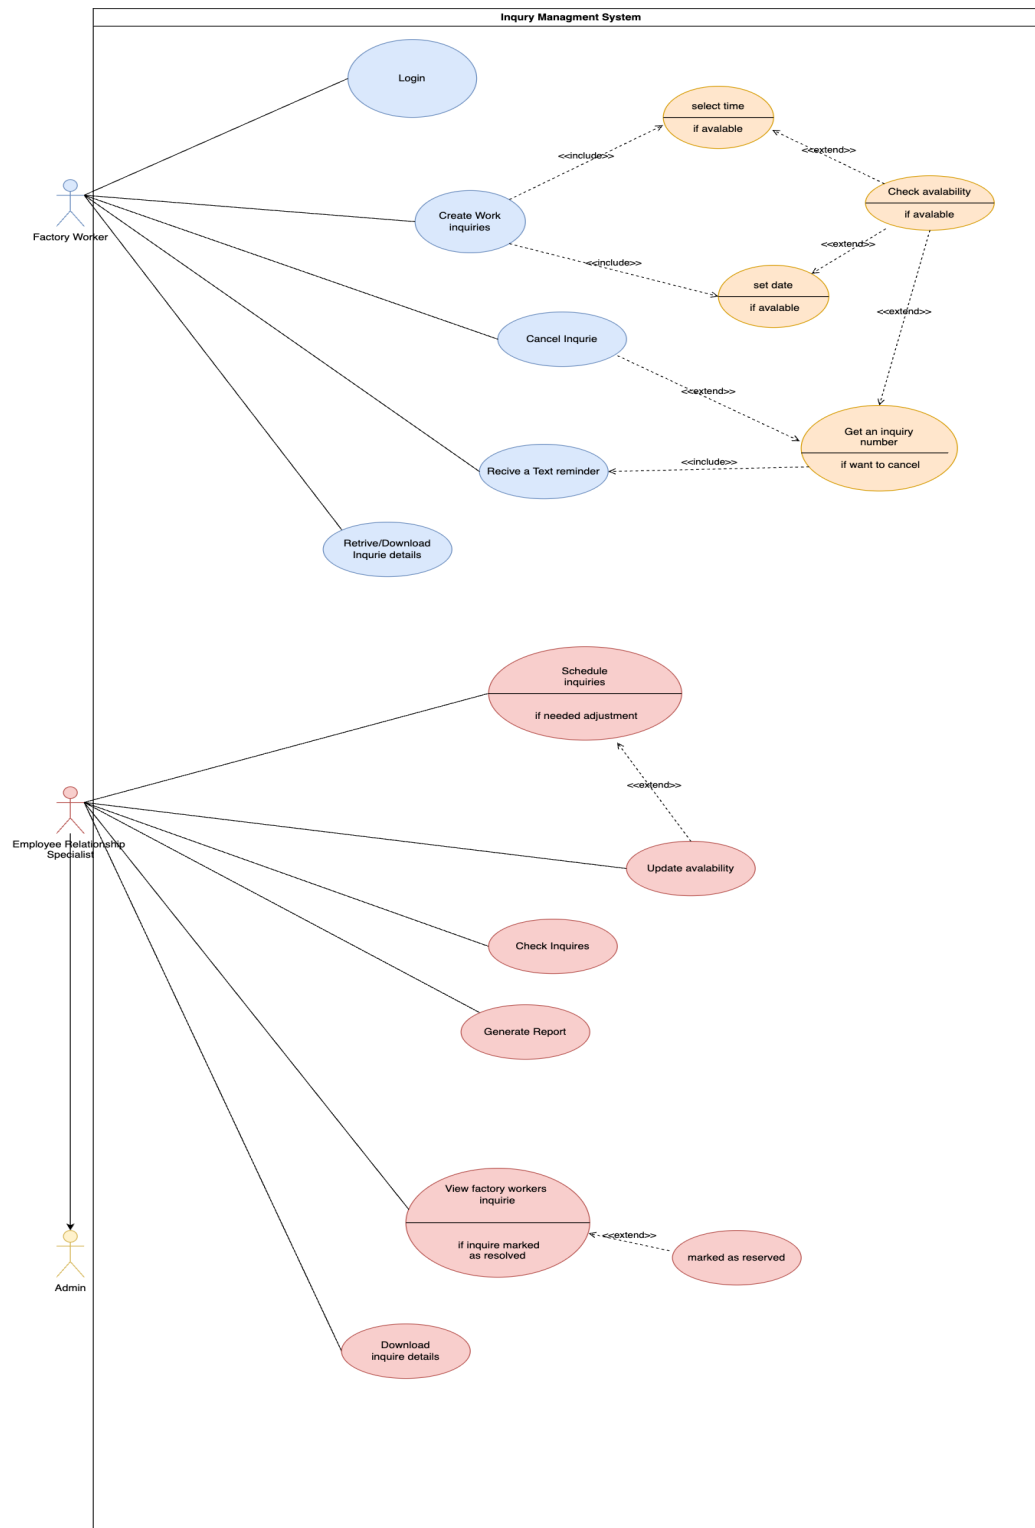 Inqury Managment System
Login
select time
if avalable
<<include>>
<<extend>>
Check avalability
if avalable
Factory Worker
Create Work
inquiries
<<include>>
<<extend>>
set date
if avalable
<<extend>>
Cancel Inqurie
<<extend>>
Get an inquiry
number
if want to cancel
Recive a Text reminder
<<include>>
Retrive/Download
Inqurie details
Schedule
inquiries
if needed adjustment
<<extend>>
Employee Relationship
Specialist
Update avalability
Check Inquires
Generate Report
View factory workers
inquirie
if inquire marked
as resolved
<<extend>>
marked as reserved
Admin
Download
inquire details